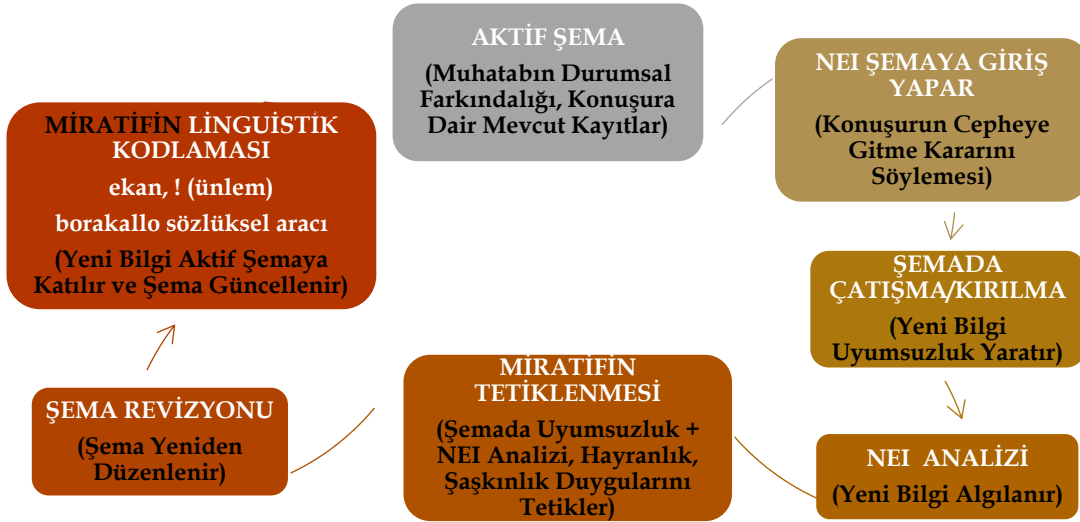 AKTİF ŞEMA
(Muhatabın Durumsal
Farkındalığı, Konuşura
Dair Mevcut Kayıtlar)
NEI ŞEMAYA GİRİŞ
YAPAR
(Konuşurun Cepheye
Gitme Kararını
Söylemesi)
ŞEMADA
ÇATIŞMA/KIRILMA
(Yeni Bilgi
Uyumsuzluk Yaratır)
NEI ANALİZİ
(Yeni Bilgi Algılanır)
MİRATİFİN
TETİKLENMESİ
(Şemada Uyumsuzluk +
NEI Analizi, Hayranlık,
Şaşkınlık Duygularını
Tetikler)
ŞEMA REVİZYONU
(Şema Yeniden
Düzenlenir)
MİRATİFİN LİNGUİSTİK
KODLAMASI
ekan, ! (ünlem)
borakallo sözlüksel aracı
(Yeni Bilgi Aktif Şemaya
Katılır ve Şema Güncellenir)